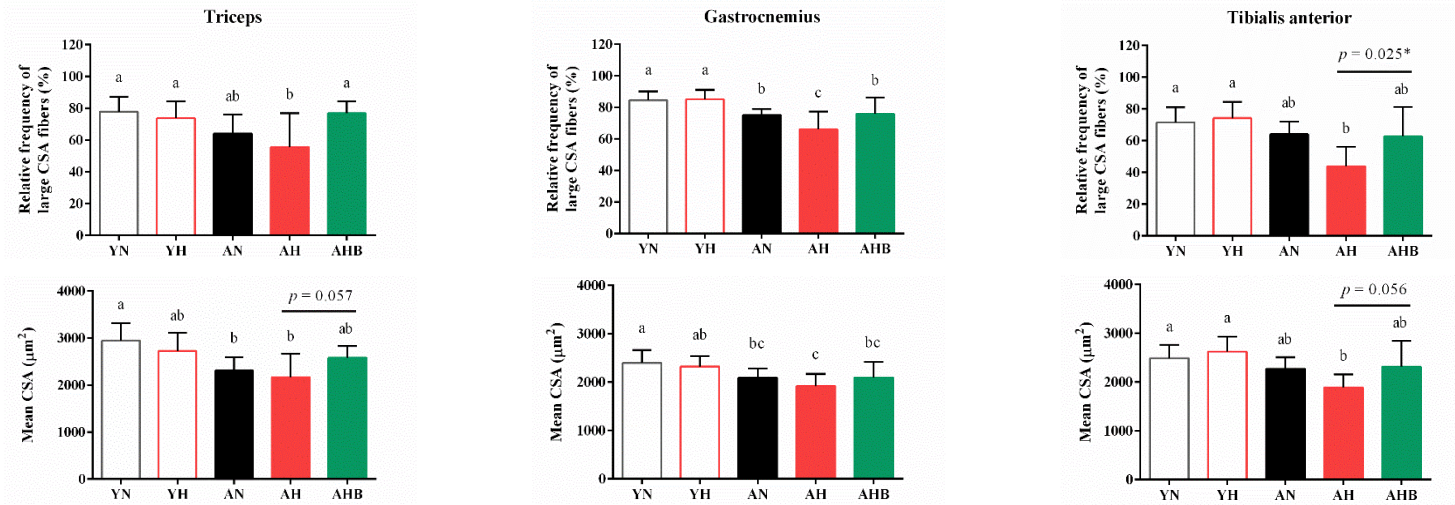 Triceps
Relative frequency of
large CSA fibers (%)
120
100
80
60
40
20
0
a
a
ab
b
a
YN
YH
AN
AH
AHB
Gastrocnemius
Relative frequency of
large CSA fibers (%)
120
100
80
60
40
20
0
a
a
b
c
b
YN
YH
AN
AH
AHB
Tibialis anterior
Relative frequency of
large CSA fibers (%)
120
100
80
60
40
20
0
p = 0.025*
a
a
ab
b
ab
YN
YH
AN
AH
AHB
Mean CSA (μm²)
4000
3000
2000
1000
0
p = 0.057
a
ab
b
b
ab
YN
YH
AN
AH
AHB
Mean CSA (μm²)
4000
3000
2000
1000
0
a
ab
bc
c
bc
YN
YH
AN
AH
AHB
Mean CSA (μm²)
4000
3000
2000
1000
0
p = 0.056
a
a
ab
b
ab
YN
YH
AN
AH
AHB